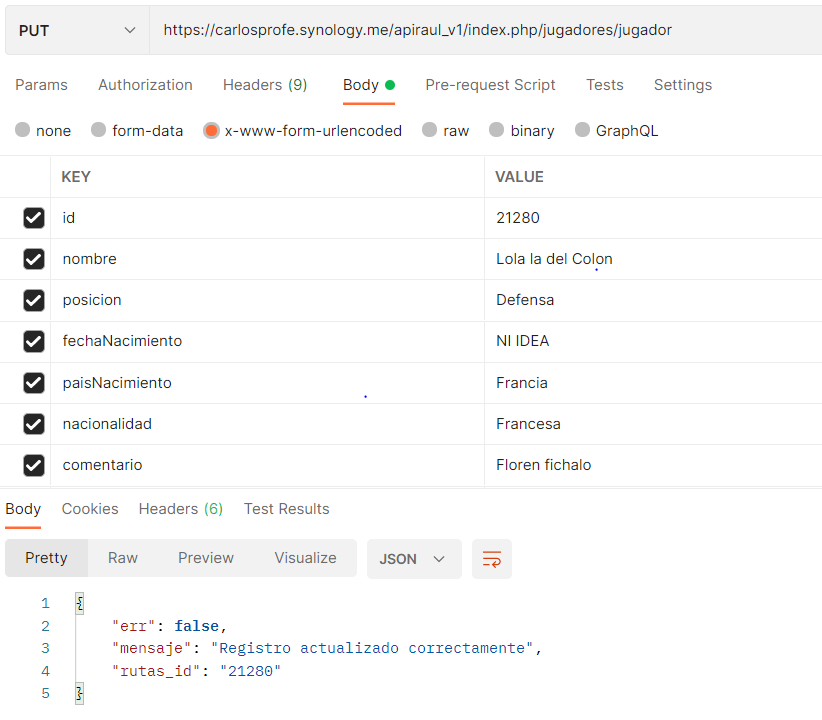 PUT https://carlosprofe.synology.me/apiraul_v1/index.php/jugadores/jugador
Params Authorization Headers (9) Body Pre-request Script Tests Settings
none form-data x-www-form-urlencoded raw binary GraphQL
KEY VALUE
id 21280
nombre Lola la del Colon
posicion Defensa
fechaNacimiento NI IDEA
paisNacimiento Francia
nacionalidad Francesa
comentario Floren fichalo
Body Cookies Headers (6) Test Results
Pretty Raw Preview Visualize JSON
1 {
2 "err": false,
3 "mensaje": "Registro actualizado correctamente",
4 "rutas_id": "21280"
5 }